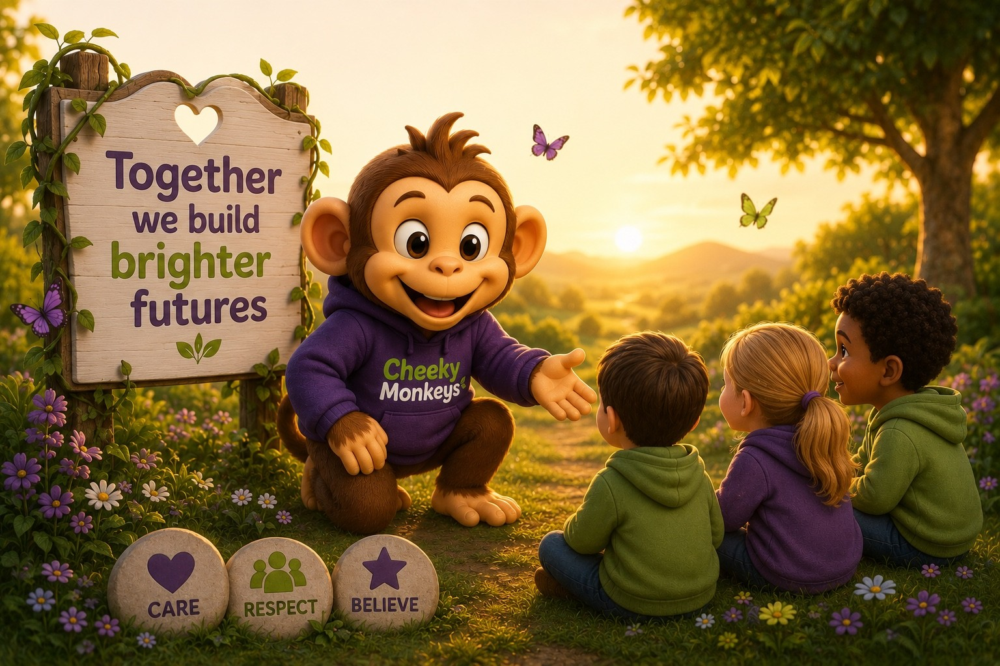 Together
we build
brighter
futures
Cheeky
Monkeys
CARE
RESPECT
BELIEVE